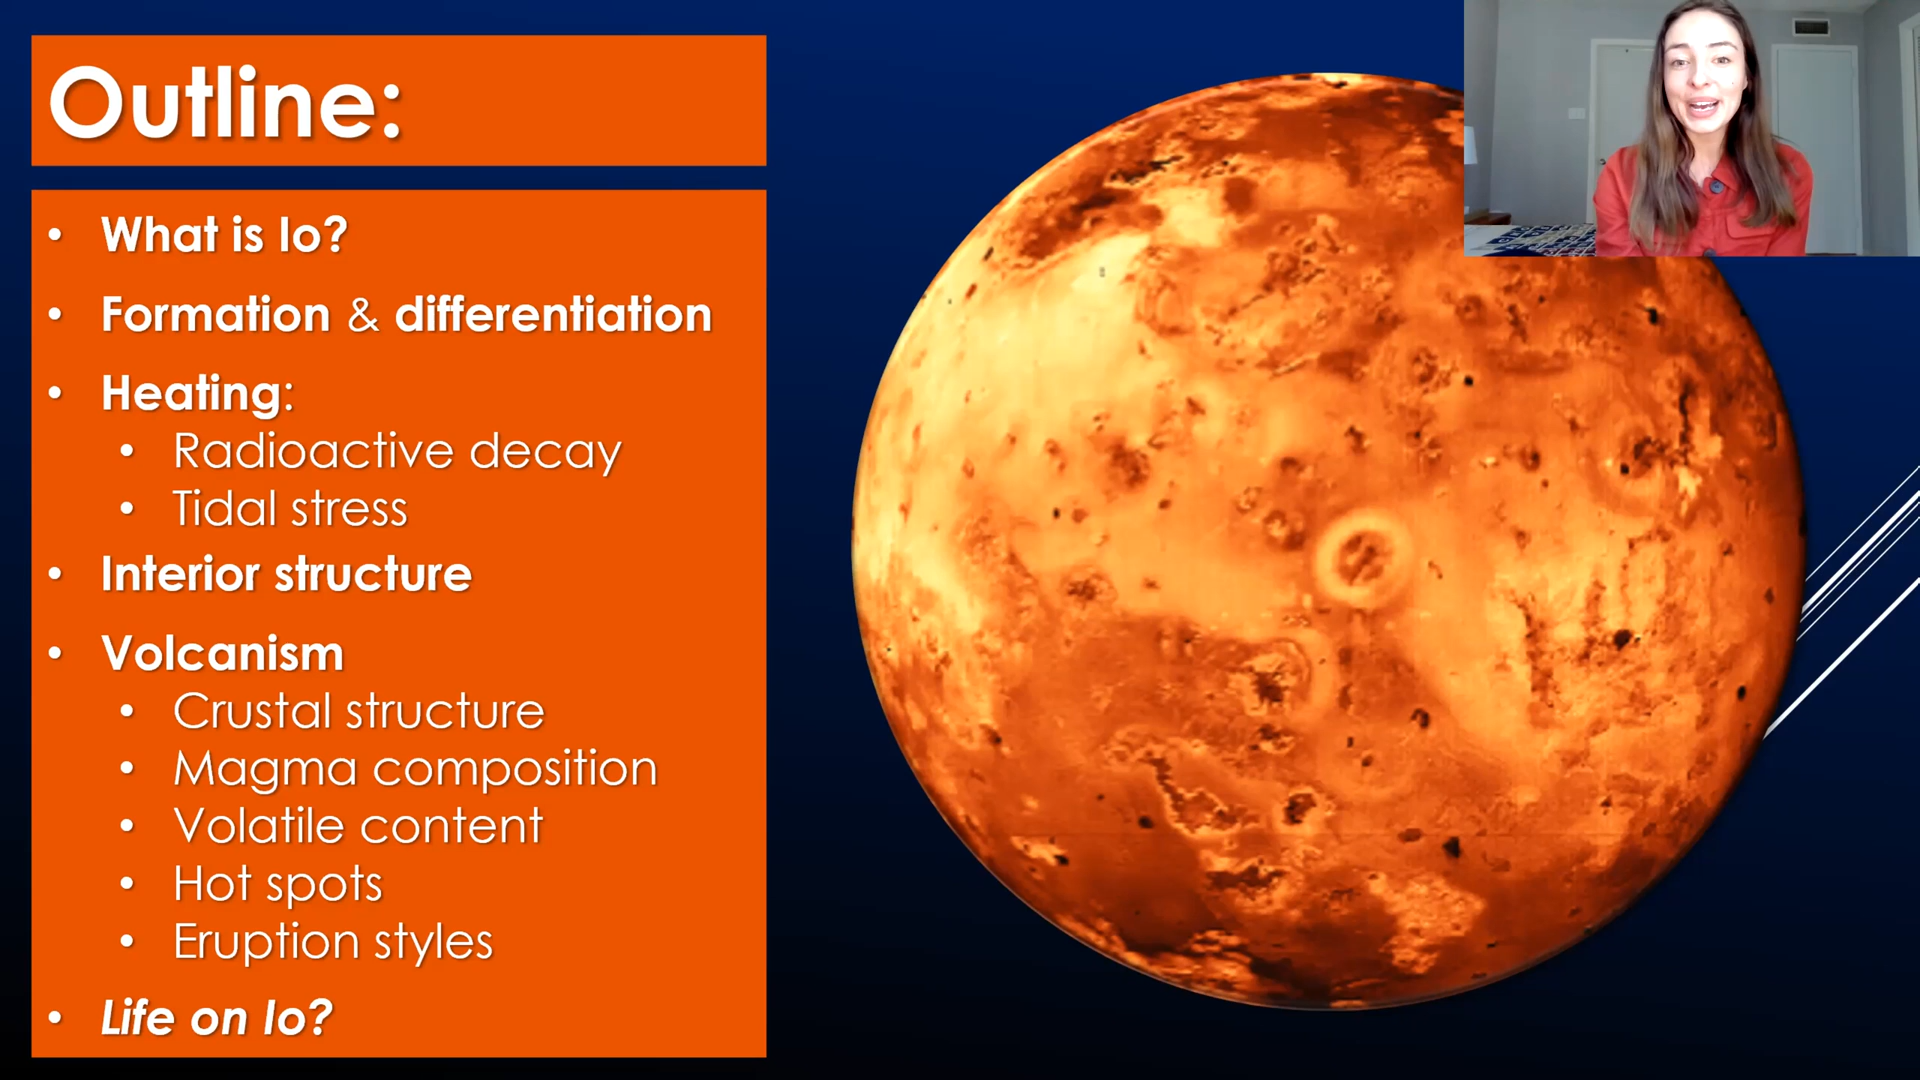 Outline:
• What is Io?
• Formation & differentiation
• Heating:
• Radioactive decay
• Tidal stress
• Interior structure
• Volcanism
• Crustal structure
• Magma composition
• Volatile content
• Hot spots
• Eruption styles
• Life on Io?